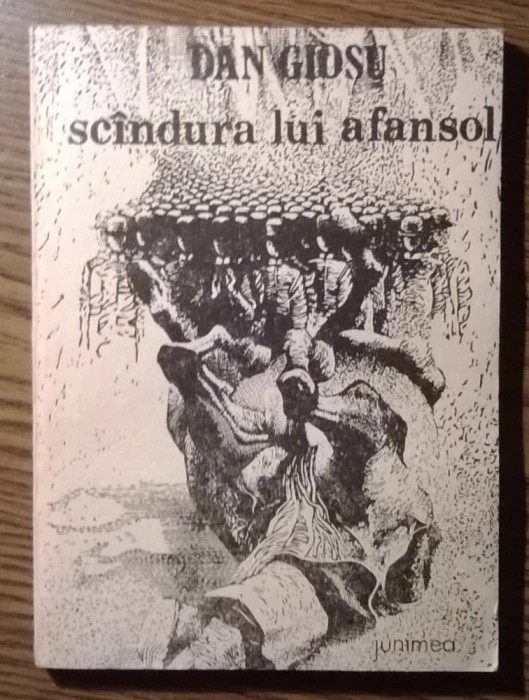 DAN GIOSU
scîndura lui afansol
junimea